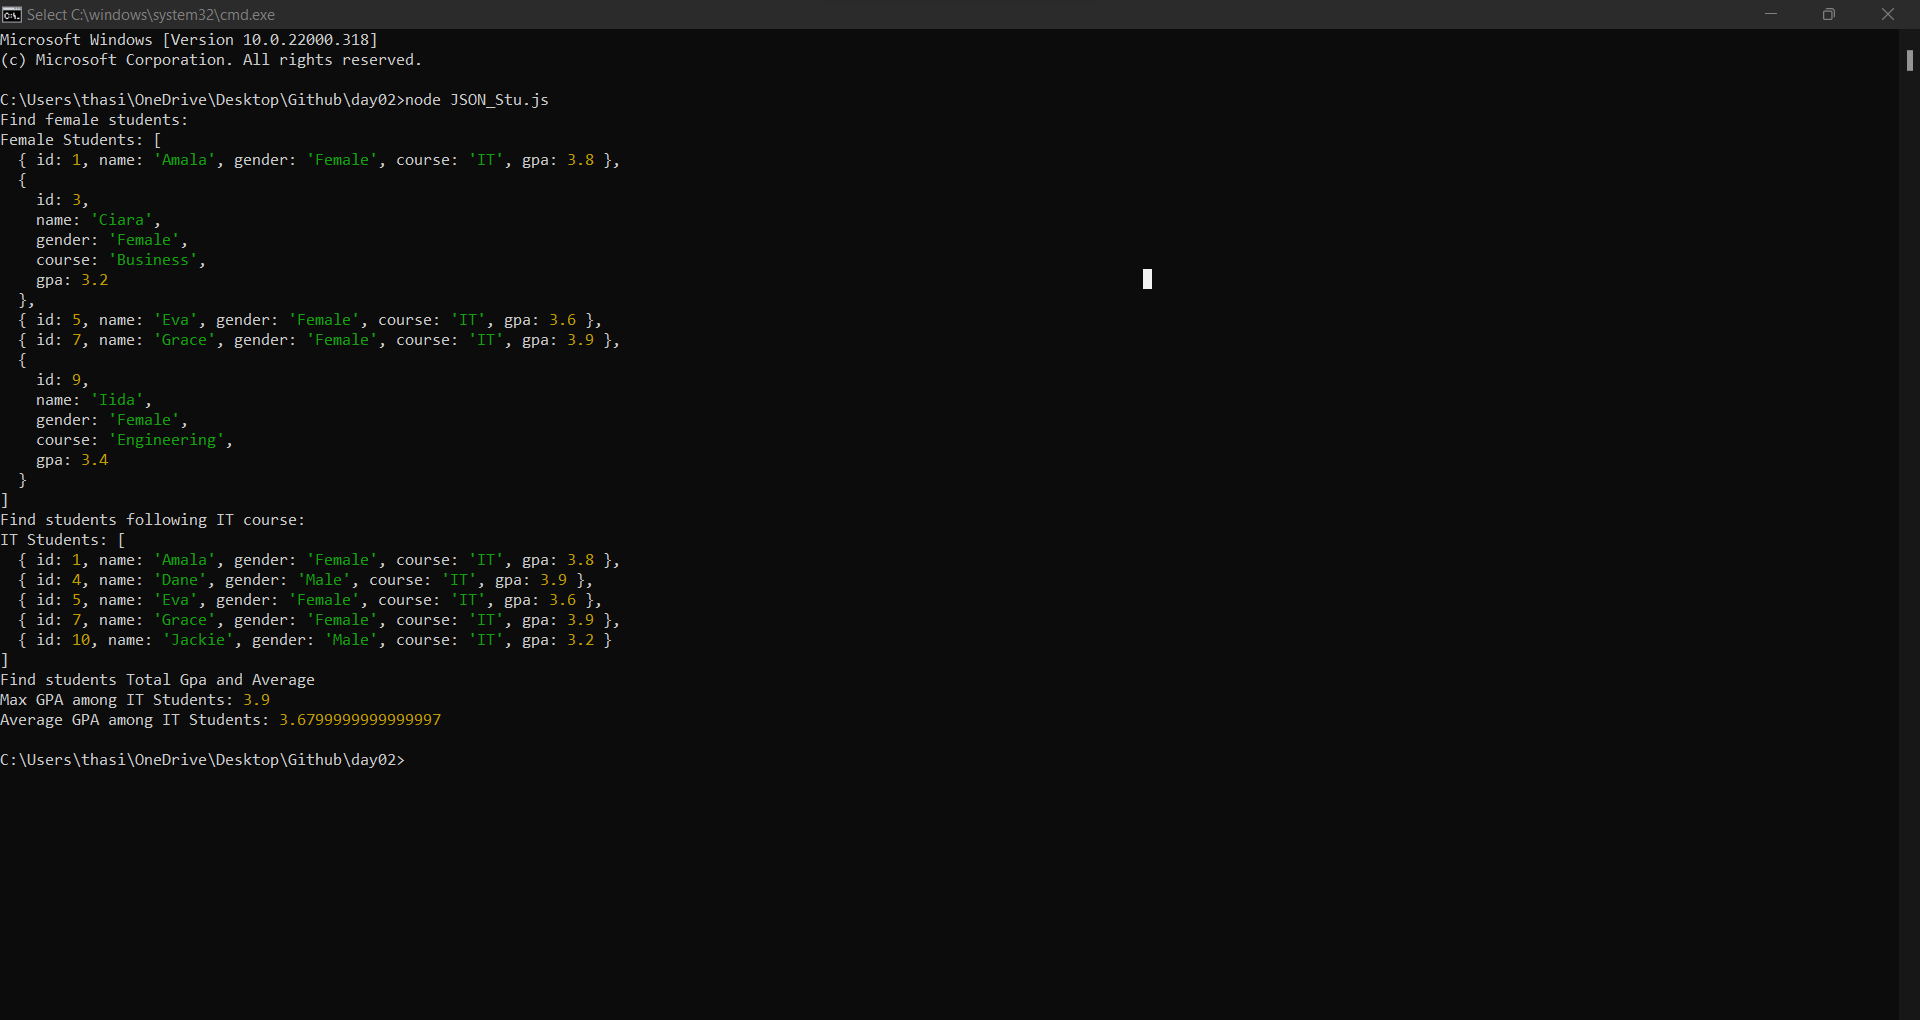 Select C:\windows\system32\cmd.exe
Microsoft Windows [Version 10.0.22000.318]
(c) Microsoft Corporation. All rights reserved.
C:\Users\thasi\OneDrive\Desktop\Github\day02>node JSON_Stu.js
Find female students:
Female Students: [
  { id: 1, name: 'Amala', gender: 'Female', course: 'IT', gpa: 3.8 },
  {
    id: 3,
    name: 'Ciara',
    gender: 'Female',
    course: 'Business',
    gpa: 3.2
  },
  { id: 5, name: 'Eva', gender: 'Female', course: 'IT', gpa: 3.6 },
  { id: 7, name: 'Grace', gender: 'Female', course: 'IT', gpa: 3.9 },
  {
    id: 9,
    name: 'Iida',
    gender: 'Female',
    course: 'Engineering',
    gpa: 3.4
  }
]
Find students following IT course:
IT Students: [
  { id: 1, name: 'Amala', gender: 'Female', course: 'IT', gpa: 3.8 },
  { id: 4, name: 'Dane', gender: 'Male', course: 'IT', gpa: 3.9 },
  { id: 5, name: 'Eva', gender: 'Female', course: 'IT', gpa: 3.6 },
  { id: 7, name: 'Grace', gender: 'Female', course: 'IT', gpa: 3.9 },
  { id: 10, name: 'Jackie', gender: 'Male', course: 'IT', gpa: 3.2 }
]
Find students Total Gpa and Average
Max GPA among IT Students: 3.9
Average GPA among IT Students: 3.6799999999999997
C:\Users\thasi\OneDrive\Desktop\Github\day02>